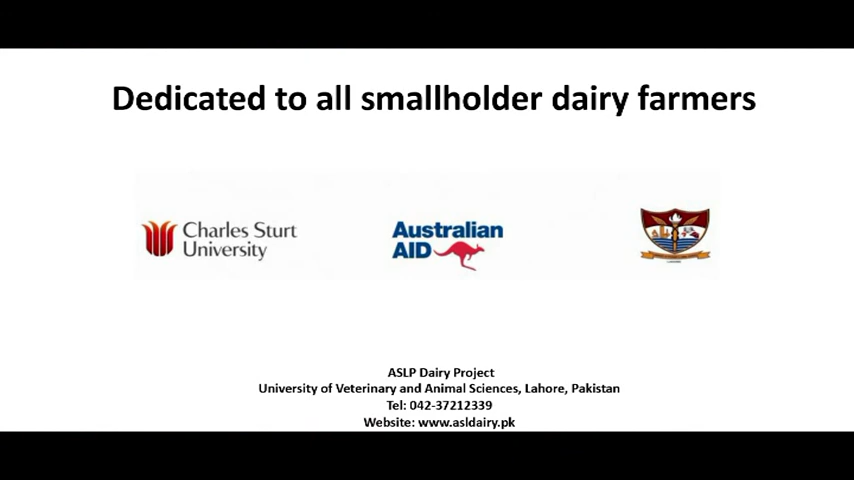 Dedicated to all smallholder dairy farmers
Charles Sturt
University
Australian
AID
ASLP Dairy Project
University of Veterinary and Animal Sciences, Lahore, Pakistan
Tel: 042-37212339
Website: www.asldairy.pk